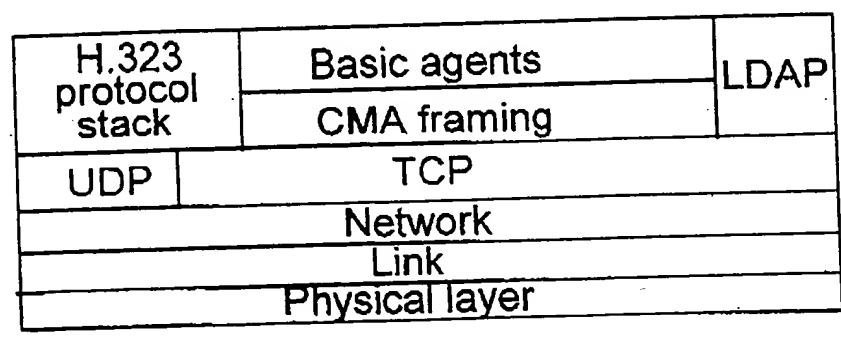 H.323
protocol
stack
Basic agents
CMA framing
LDAP
UDP
TCP
Network
Link
Physical layer